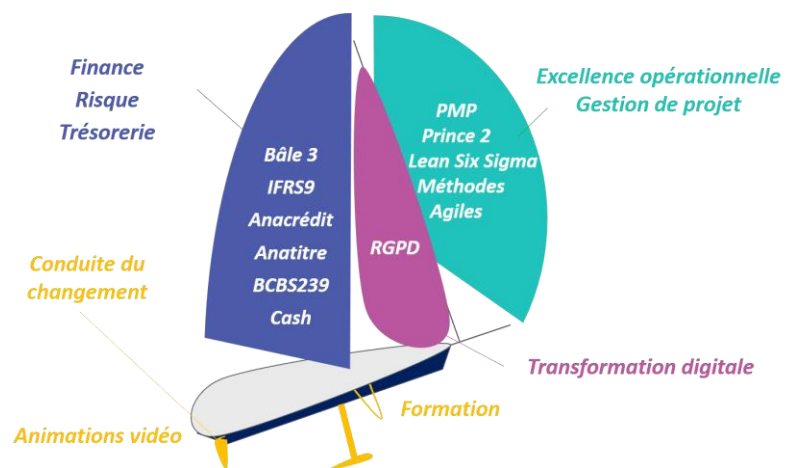 Finance
Risque
Trésorerie
Bâle 3
IFRS9
Anacrédit
Anatitre
BCBS239
Cash
Excellence opérationnelle
Gestion de projet
PMP
Prince 2
Lean Six Sigma
Méthodes
Agiles
RGPD
Conduite du
changement
Transformation digitale
Formation
Animations vidéo